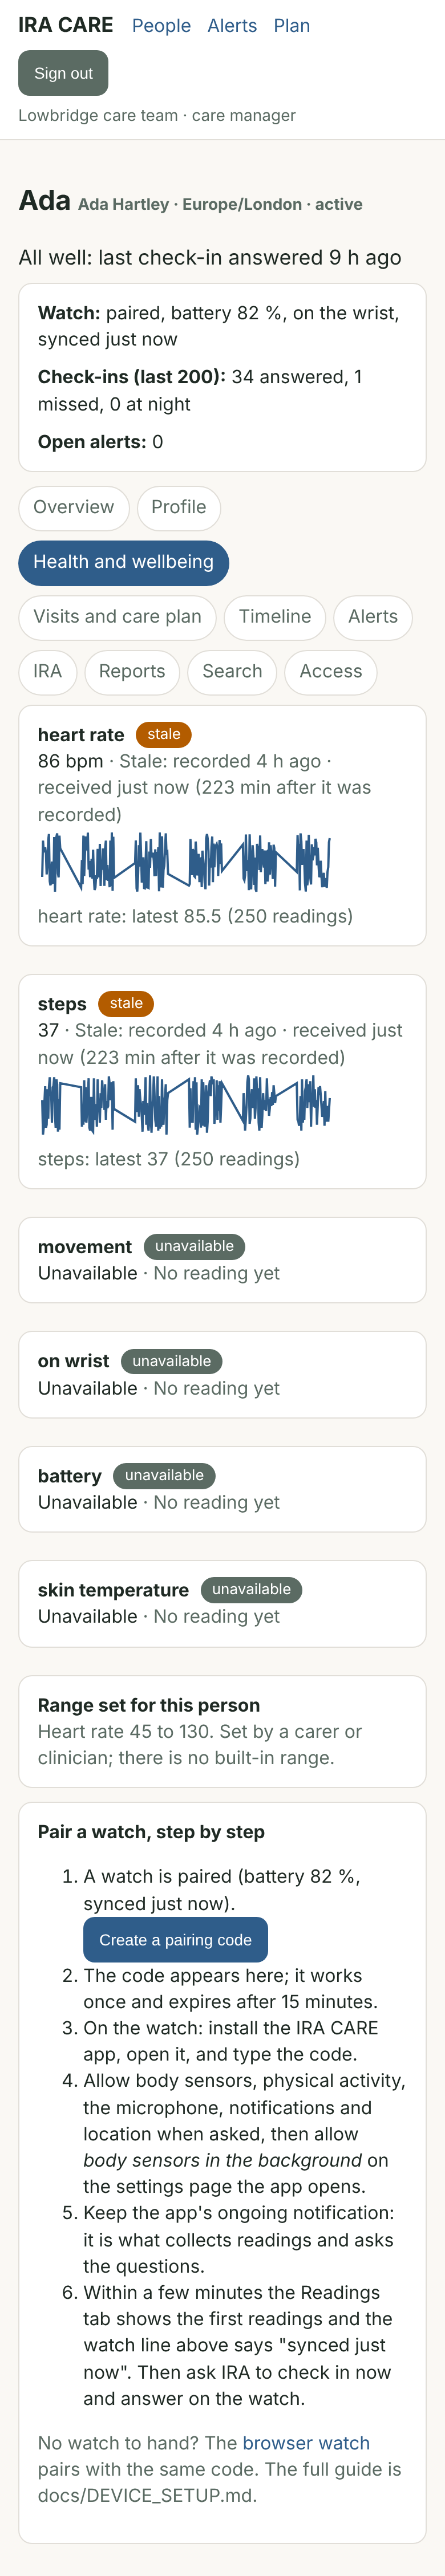 IRA CARE People Alerts Plan
Sign out
Lowbridge care team · care manager
Ada Ada Hartley · Europe/London · active
All well: last check-in answered 9 h ago
Watch: paired, battery 82 %, on the wrist,
synced just now
Check-ins (last 200): 34 answered, 1
missed, 0 at night
Open alerts: 0
Overview Profile
Health and wellbeing
Visits and care plan Timeline Alerts
IRA Reports Search Access
heart rate stale
86 bpm · Stale: recorded 4 h ago ·
received just now (223 min after it was
recorded)
heart rate: latest 85.5 (250 readings)
steps stale
37 · Stale: recorded 4 h ago · received just
now (223 min after it was recorded)
steps: latest 37 (250 readings)
movement unavailable
Unavailable · No reading yet
on wrist unavailable
Unavailable · No reading yet
battery unavailable
Unavailable · No reading yet
skin temperature unavailable
Unavailable · No reading yet
Range set for this person
Heart rate 45 to 130. Set by a carer or
clinician; there is no built-in range.
Pair a watch, step by step
1. A watch is paired (battery 82 %,
synced just now).
Create a pairing code
2. The code appears here; it works
once and expires after 15 minutes.
3. On the watch: install the IRA CARE
app, open it, and type the code.
4. Allow body sensors, physical activity,
the microphone, notifications and
location when asked, then allow
body sensors in the background on
the settings page the app opens.
5. Keep the app's ongoing notification:
it is what collects readings and asks
the questions.
6. Within a few minutes the Readings
tab shows the first readings and the
watch line above says "synced just
now". Then ask IRA to check in now
and answer on the watch.
No watch to hand? The browser watch
pairs with the same code. The full guide is
docs/DEVICE_SETUP.md.